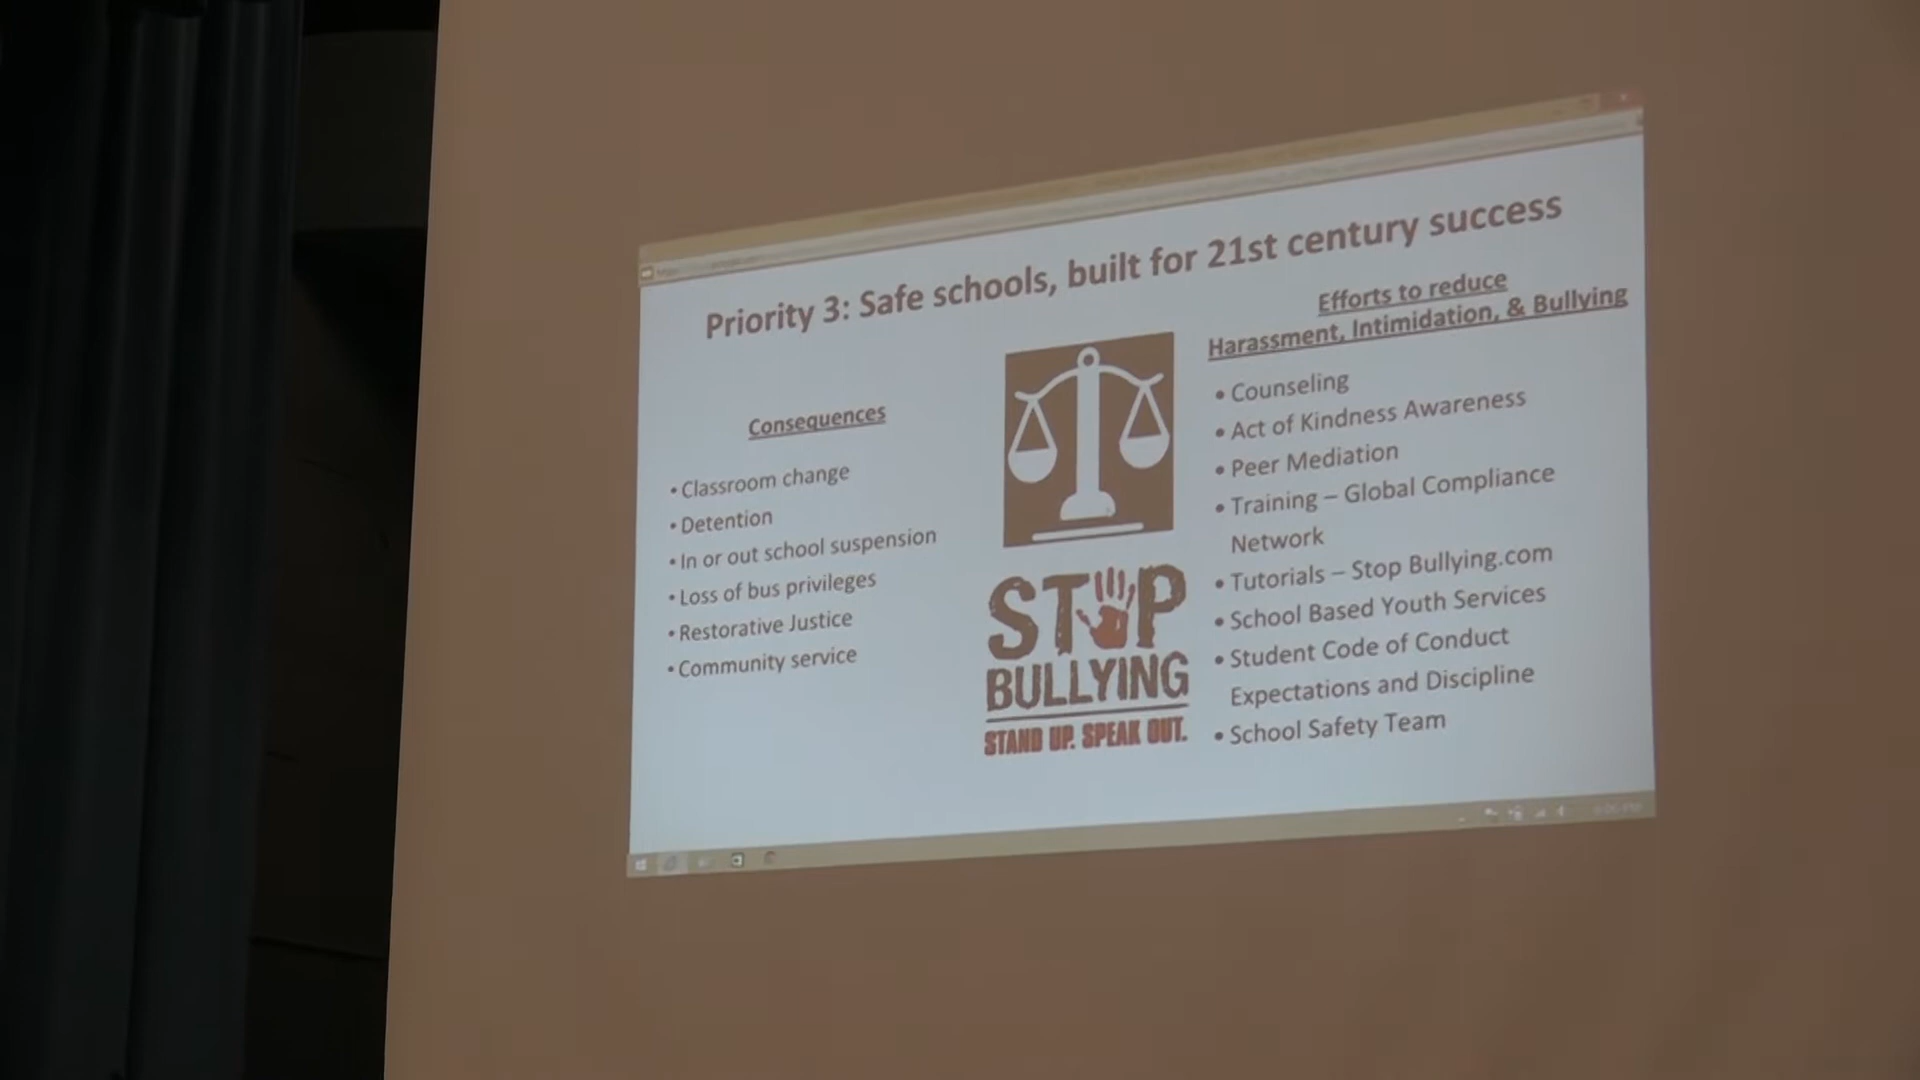 Priority 3: Safe schools, built for 21st century success
Consequences
• Classroom change
• Detention
• In or out school suspension
• Loss of bus privileges
• Restorative Justice
• Community service
STOP
BULLYING
STAND UP. SPEAK OUT.
Efforts to reduce
Harassment, Intimidation, & Bullying
• Counseling
• Act of Kindness Awareness
• Peer Mediation
• Training – Global Compliance
Network
• Tutorials – Stop Bullying.com
• School Based Youth Services
• Student Code of Conduct
Expectations and Discipline
• School Safety Team